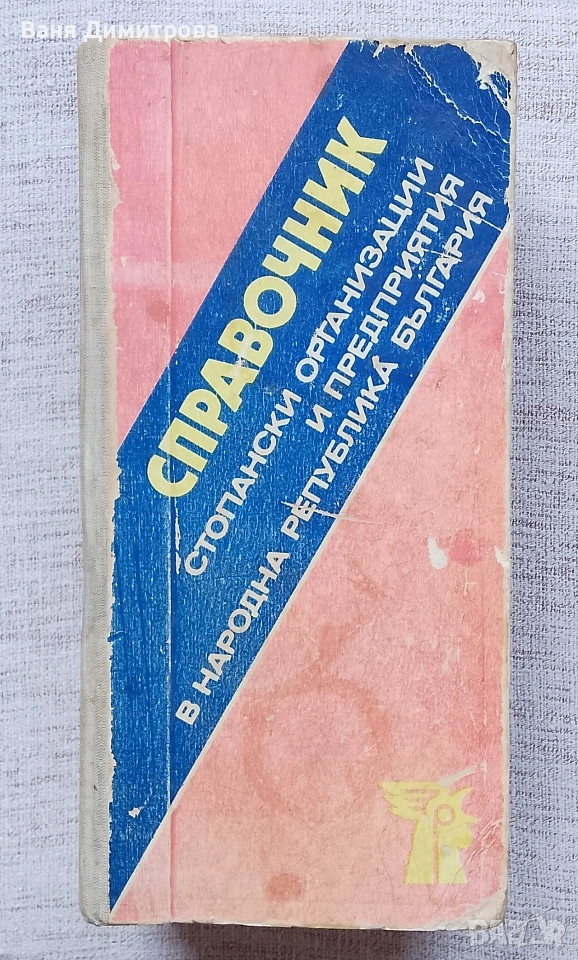 Ваня Димитрова
СПРАВОЧНИК
СТОПАНСКИ ОРГАНИЗАЦИИ
И ПРЕДПРИЯТИЯ
В НАРОДНА РЕПУБЛИКА БЪЛГАРИЯ